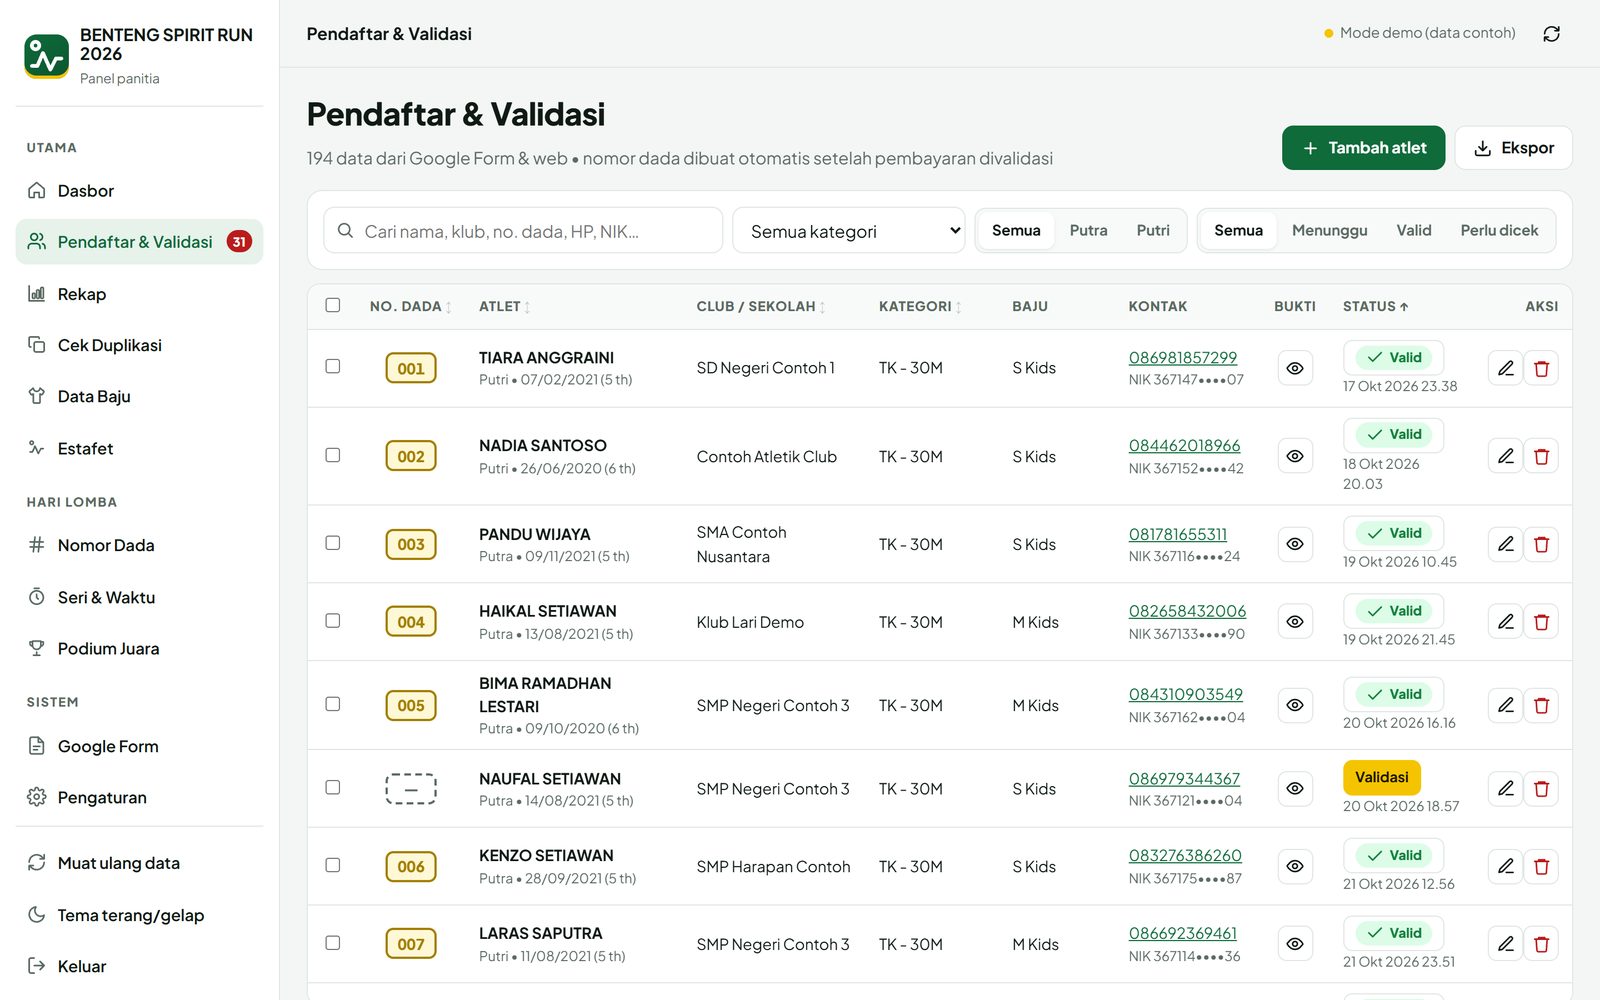 BENTENG SPIRIT RUN
2026
Panel panitia
UTAMA
Dasbor
Pendaftar & Validasi 31
Rekap
Cek Duplikasi
Data Baju
Estafet
HARI LOMBA
Nomor Dada
Seri & Waktu
Podium Juara
SISTEM
Google Form
Pengaturan
Muat ulang data
Tema terang/gelap
Keluar
Pendaftar & Validasi
Mode demo (data contoh)
Pendaftar & Validasi
194 data dari Google Form & web • nomor dada dibuat otomatis setelah pembayaran divalidasi
Tambah atlet
Ekspor
Cari nama, klub, no. dada, HP, NIK...
Semua kategori
Semua Putra Putri
Semua Menunggu Valid Perlu dicek
NO. DADA ↕ ATLET ↕ CLUB / SEKOLAH ↕ KATEGORI ↕ BAJU KONTAK BUKTI STATUS ↑ AKSI
001 TIARA ANGGRAINI SD Negeri Contoh 1 TK - 30M S Kids 086981857299 Valid
Putri • 07/02/2021 (5 th) NIK 367147••••07 17 Okt 2026 23.38
002 NADIA SANTOSO Contoh Atletik Club TK - 30M S Kids 084462018966 Valid
Putri • 26/06/2020 (6 th) NIK 367152••••42 18 Okt 2026
20.03
003 PANDU WIJAYA SMA Contoh TK - 30M S Kids 081781655311 Valid
Putra • 09/11/2021 (5 th) Nusantara NIK 367116••••24 19 Okt 2026 10.45
004 HAIKAL SETIAWAN Klub Lari Demo TK - 30M M Kids 082658432006 Valid
Putra • 13/08/2021 (5 th) NIK 367133••••90 19 Okt 2026 21.45
005 BIMA RAMADHAN SMP Negeri Contoh 3 TK - 30M M Kids 084310903549 Valid
LESTARI
Putra • 09/10/2020 (6 th) NIK 367162••••04 20 Okt 2026 16.16
– NAUFAL SETIAWAN SMP Negeri Contoh 3 TK - 30M M Kids 086979344367 Validasi
Putra • 14/08/2021 (5 th) NIK 367121••••04 20 Okt 2026 18.57
006 KENZO SETIAWAN SMP Harapan Contoh TK - 30M S Kids 083276386260 Valid
Putra • 28/09/2021 (5 th) NIK 367175••••87 21 Okt 2026 12.56
007 LARAS SAPUTRA SMP Negeri Contoh 3 TK - 30M M Kids 086692369461 Valid
Putri • 11/08/2021 (5 th) NIK 367114••••36 21 Okt 2026 23.51